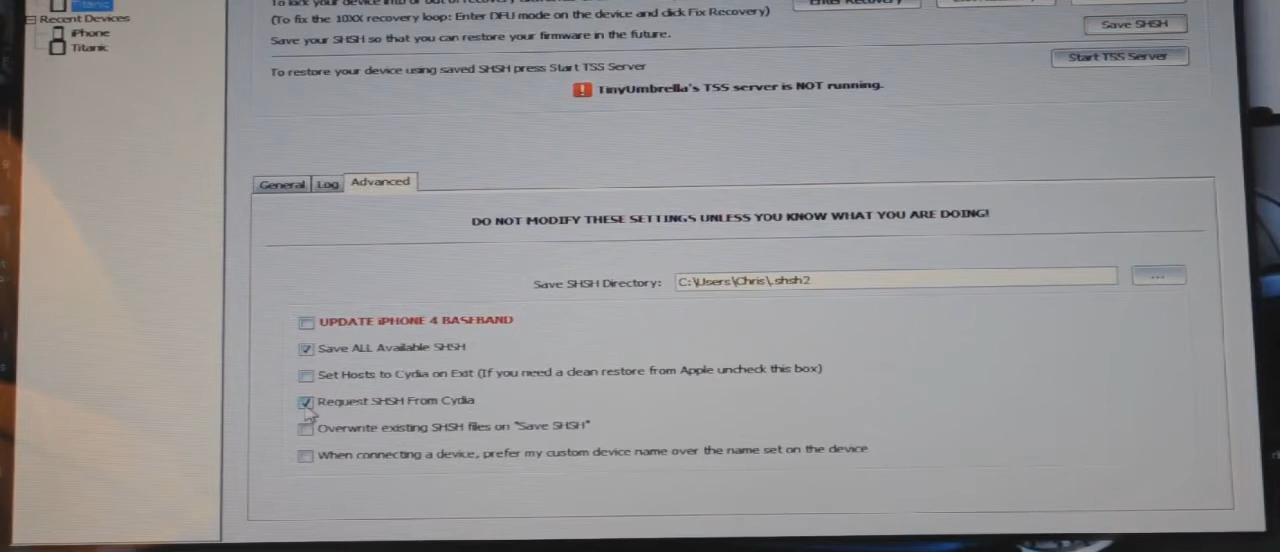 Titanic
Recent Devices
iPhone
Titanic
(To fix the 10XX recovery loop: Enter DFU mode on the device and click Fix Recovery)
Save your SHSH so that you can restore your firmware in the future.
Save SHSH
To restore your device using saved SHSH press Start TSS Server
Start TSS Server
TinyUmbrella's TSS server is NOT running.
General Log Advanced
DO NOT MODIFY THESE SETTINGS UNLESS YOU KNOW WHAT YOU ARE DOING!
Save SHSH Directory: C:\Users\Chris\.shsh2 ...
UPDATE iPHONE 4 BASEBAND
Save ALL Available SHSH
Set Hosts to Cydia on Exit (If you need a clean restore from Apple uncheck this box)
Request SHSH From Cydia
Overwrite existing SHSH files on "Save SHSH"
When connecting a device, prefer my custom device name over the name set on the device